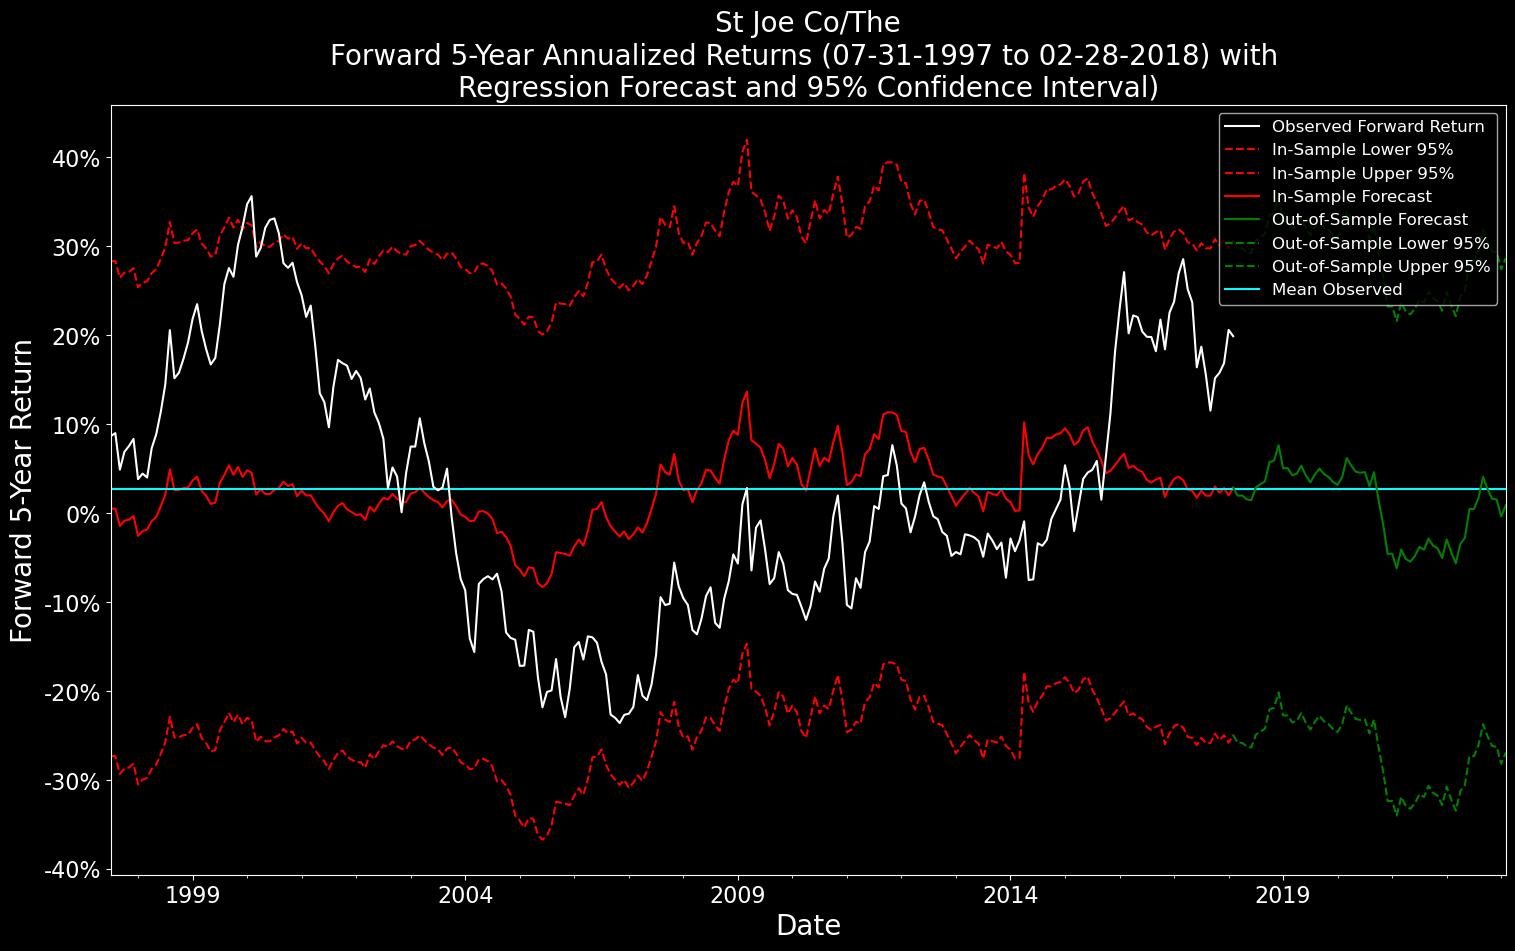 St Joe Co/The
Forward 5-Year Annualized Returns (07-31-1997 to 02-28-2018) with
Regression Forecast and 95% Confidence Interval)
Forward 5-Year Return
40%
30%
20%
10%
0%
-10%
-20%
-30%
-40%
Observed Forward Return
In-Sample Lower 95%
In-Sample Upper 95%
In-Sample Forecast
Out-of-Sample Forecast
Out-of-Sample Lower 95%
Out-of-Sample Upper 95%
Mean Observed
1999 2004 2009 2014 2019
Date